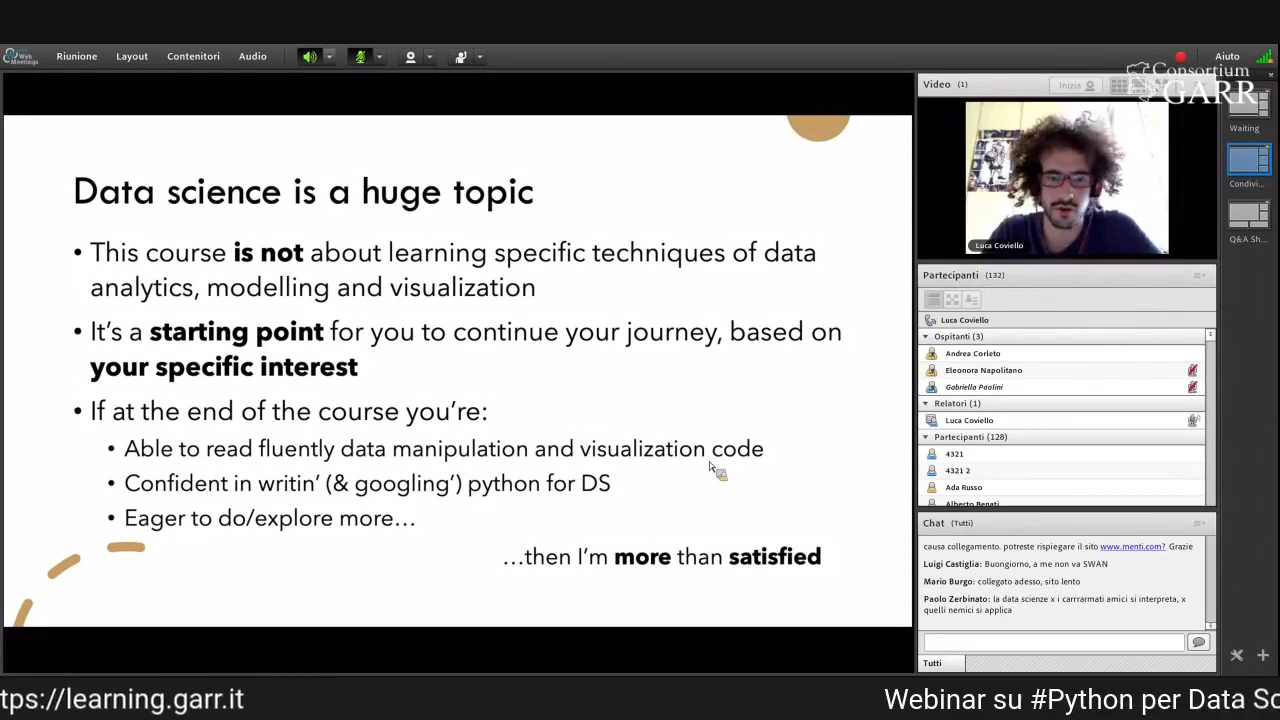 Riunione Layout Contenitori Audio Aiuto
Consortium
GARR
Data science is a huge topic
• This course is not about learning specific techniques of data
analytics, modelling and visualization
• It's a starting point for you to continue your journey, based on
your specific interest
• If at the end of the course you're:
• Able to read fluently data manipulation and visualization code
• Confident in writin' (& googling') python for DS
• Eager to do/explore more…
…then I'm more than satisfied
Video (1)
Inizia
Luca Coviello
Partecipanti (132)
Luca Coviello
Ospitanti (3)
Andrea Corleto
Eleonora Napolitano
Gabriella Paolini
Relatori (1)
Luca Coviello
Partecipanti (128)
4321
4321 2
Ada Russo
Alberto Benati
Chat (Tutti)
causa collegamento. potreste rispiegare il sito www.menti.com? Grazie
Luigi Castiglia: Buongiorno, a me non va SWAN
Mario Burgo: collegato adesso, sito lento
Paolo Zerbinato: la data scienze x i carrarmati amici si interpreta, x
quelli nemici si applica
Tutti
Waiting
Condivi...
Q&A Sh...
tps://learning.garr.it
Webinar su #Python per Data Sc